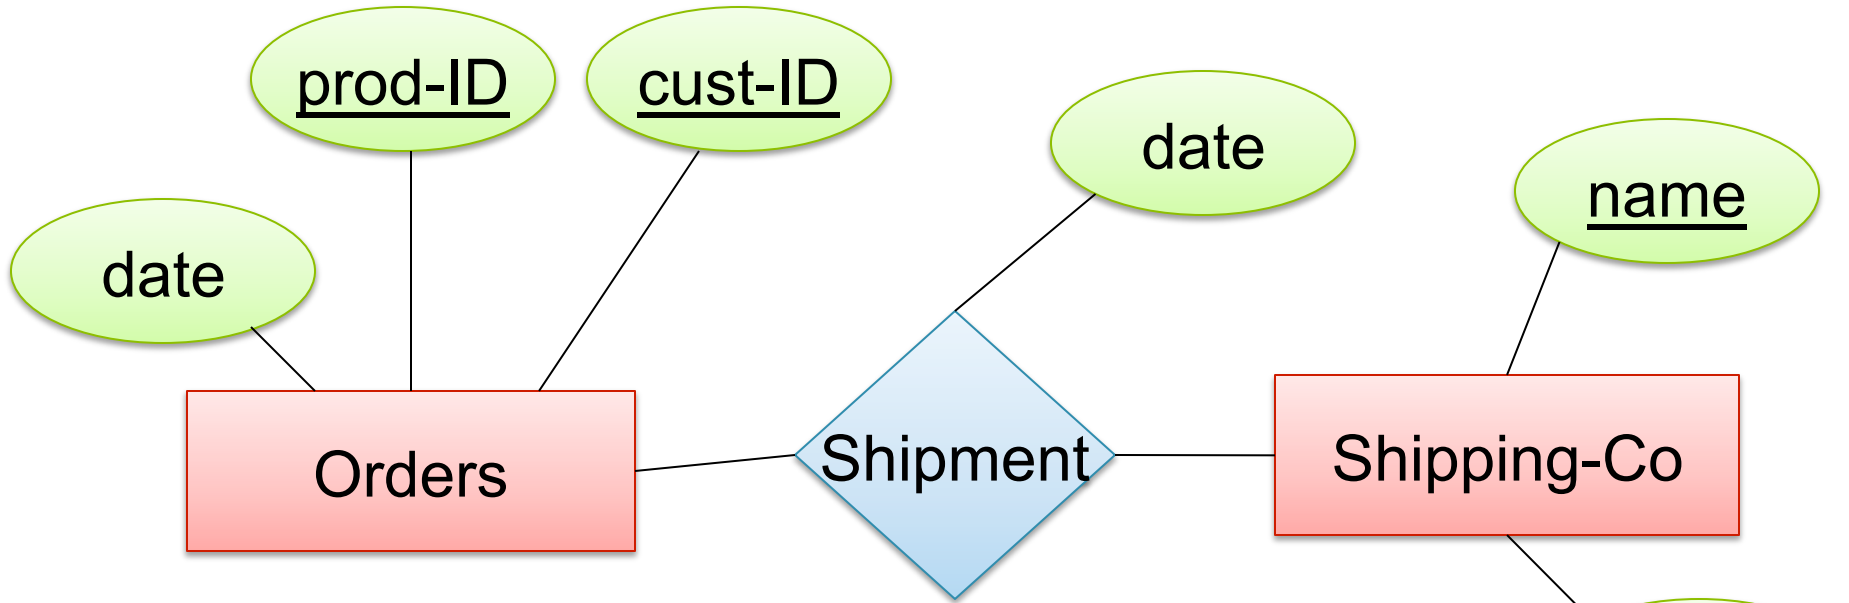 prod-ID
cust-ID
date
name
date
Orders
Shipment
Shipping-Co